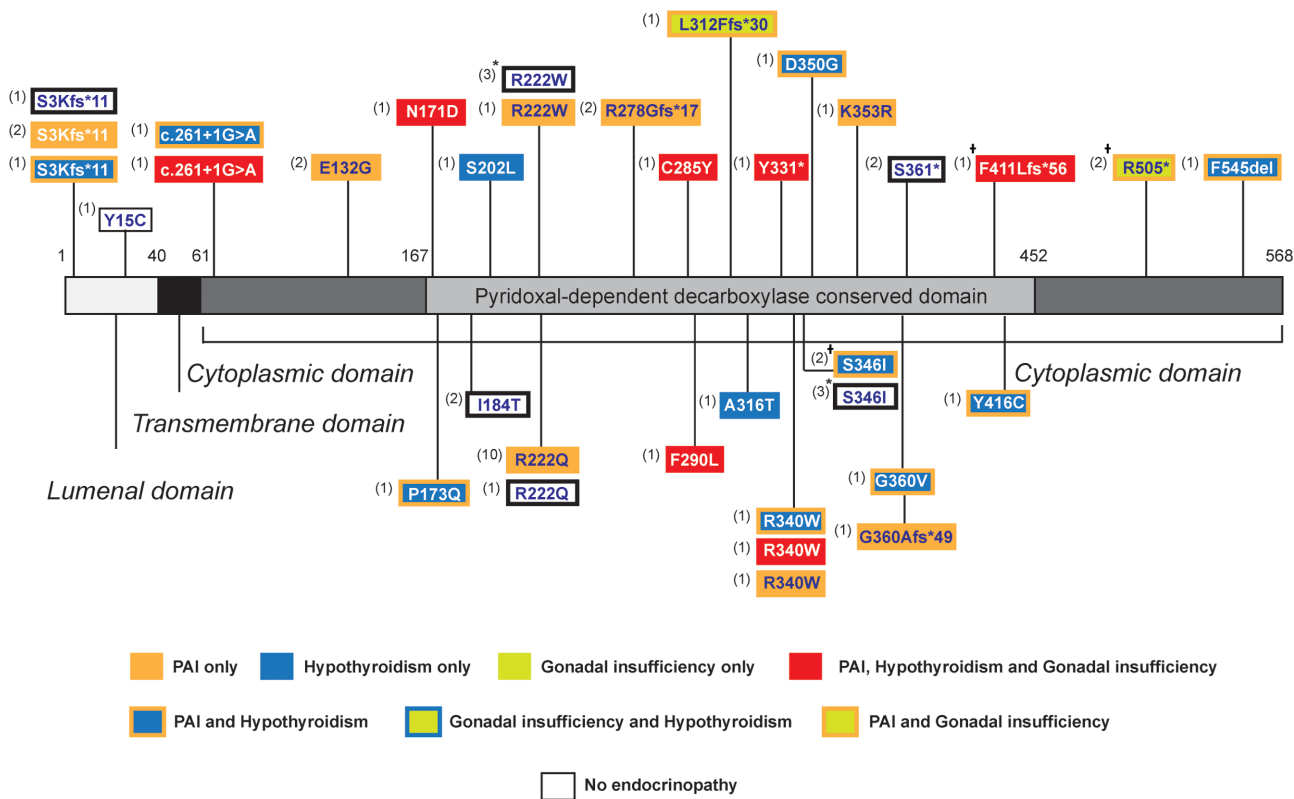 (1) L312Ffs*30
(1) D350G
(3)* R222W
(1) S3Kfs*11
(1) N171D
(1) R222W
(2) R278Gfs*17
(1) K353R
(2) S3Kfs*11
(1) c.261+1G>A
(1) S3Kfs*11
(1) c.261+1G>A
(2) E132G
(1) S202L
(1) C285Y
(1) Y331*
(2) S361*
(1)† F411Lfs*56
(2)† R505*
(1) F545del
(1) Y15C
1 40 61 167 452 568
Pyridoxal-dependent decarboxylase conserved domain
Cytoplasmic domain
Cytoplasmic domain
(2)† S346I
(3)* S346I
(2) I184T
(1) A316T
(1) Y416C
Transmembrane domain
(10) R222Q
(1) F290L
Lumenal domain
(1) P173Q
(1) R222Q
(1) G360V
(1) R340W
(1) G360Afs*49
(1) R340W
(1) R340W
PAI only
Hypothyroidism only
Gonadal insufficiency only
PAI, Hypothyroidism and Gonadal insufficiency
PAI and Hypothyroidism
Gonadal insufficiency and Hypothyroidism
PAI and Gonadal insufficiency
No endocrinopathy